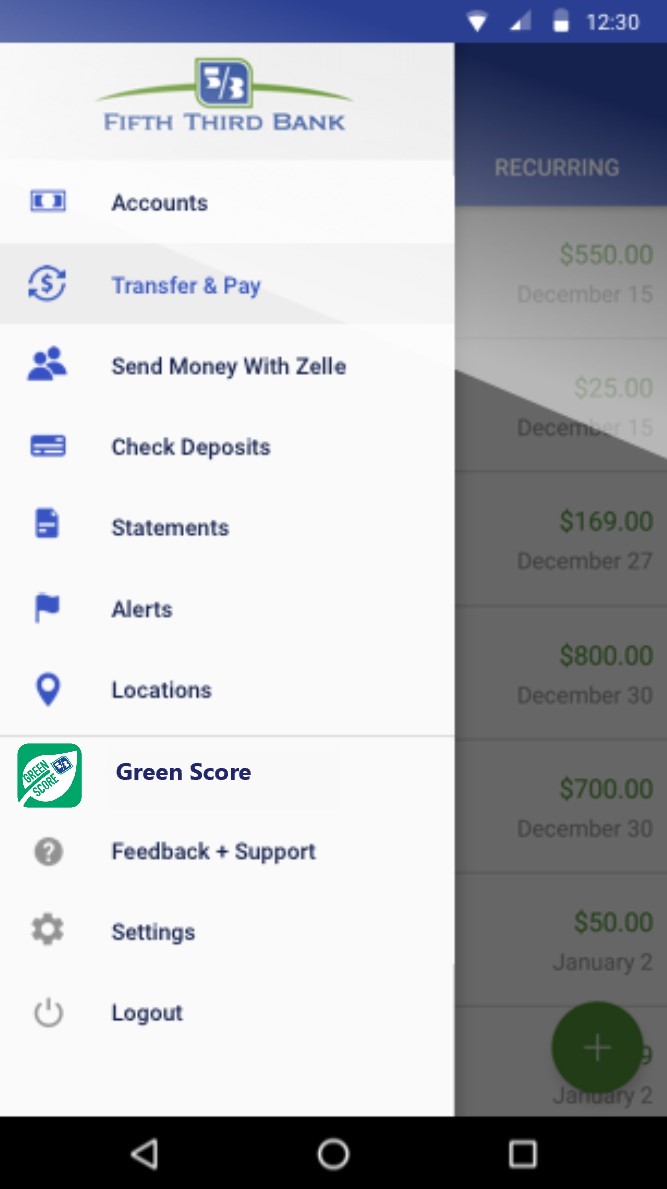 12:30
5/3
FIFTH THIRD BANK
RECURRING
Accounts
$550.00
December 15
Transfer & Pay
Send Money With Zelle
$25.00
December 15
Check Deposits
Statements
$169.00
December 27
Alerts
Locations
$800.00
December 30
GREEN
SCORE
5/3
Green Score
$700.00
December 30
Feedback + Support
Settings
$50.00
January 2
Logout
+
9
January 2